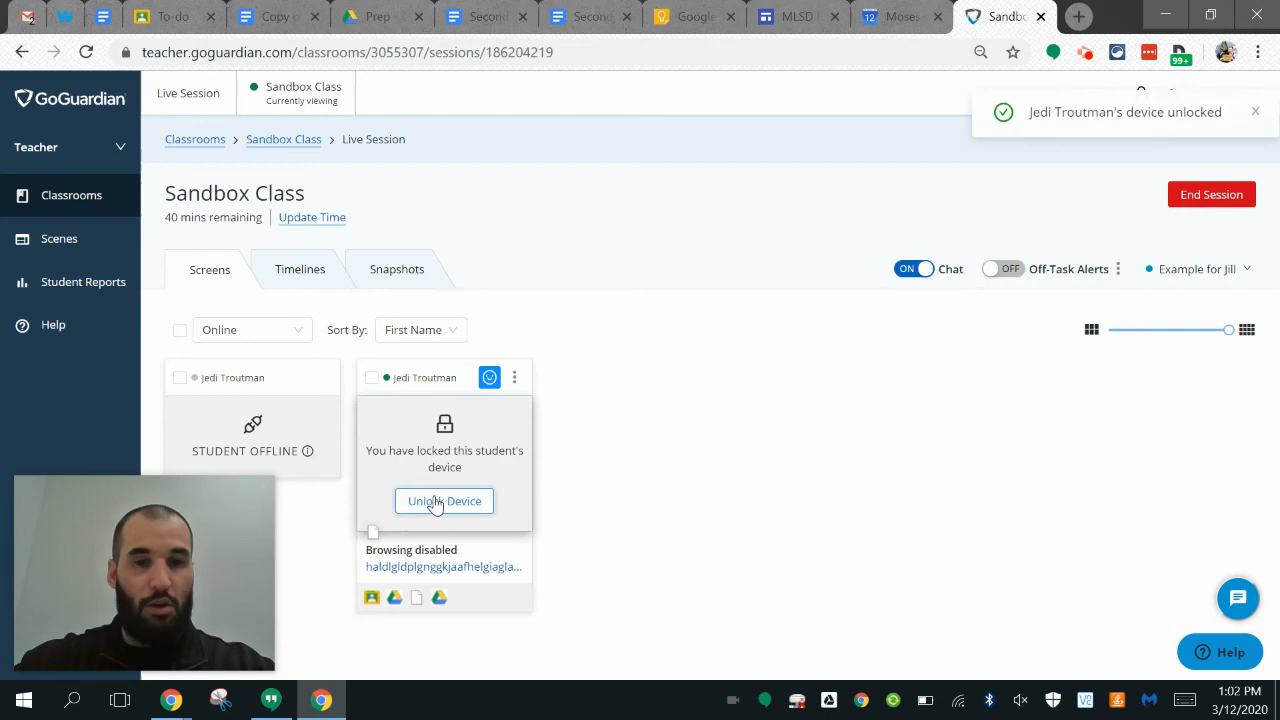 To-do
Copy
Prep
Second
Second
Google
MLSD
12
Moses
Sandbo
teacher.goguardian.com/classrooms/3055307/sessions/186204219
99+
GoGuardian
Live Session
Sandbox Class
Currently viewing
Jedi Troutman's device unlocked
Teacher
Classrooms > Sandbox Class > Live Session
Classrooms
Sandbox Class
End Session
40 mins remaining | Update Time
Scenes
Student Reports
Help
Screens
Timelines
Snapshots
ON Chat
OFF Off-Task Alerts
Example for Jill
Online
Sort By: First Name
Jedi Troutman
Jedi Troutman
STUDENT OFFLINE
You have locked this student's
device
Unlock Device
Browsing disabled
haldlgldplgnggkjaafhelgiagla...
Help
1:02 PM
3/12/2020